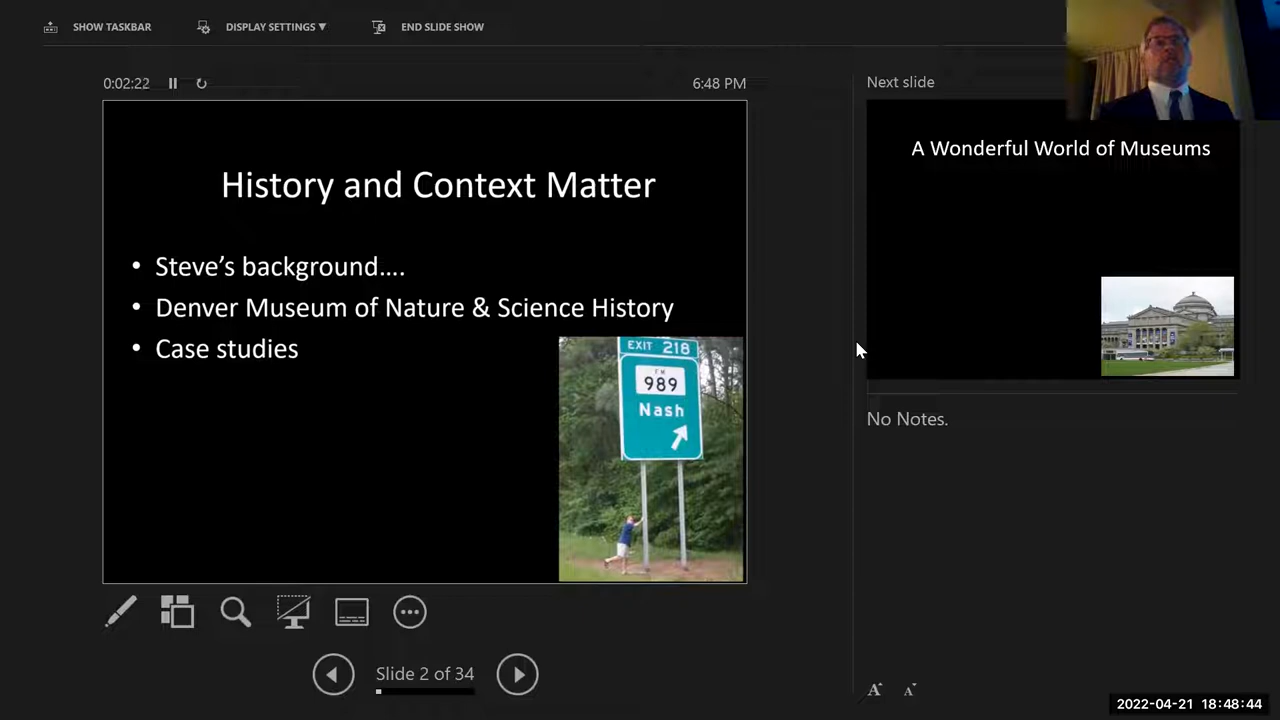 SHOW TASKBAR
DISPLAY SETTINGS ▼
END SLIDE SHOW
0:02:22
6:48 PM
History and Context Matter
• Steve’s background….
• Denver Museum of Nature & Science History
• Case studies
EXIT 218
FM
989
Nash
Slide 2 of 34
Next slide
A Wonderful World of Museums
No Notes.
A A
2022-04-21 18:48:44